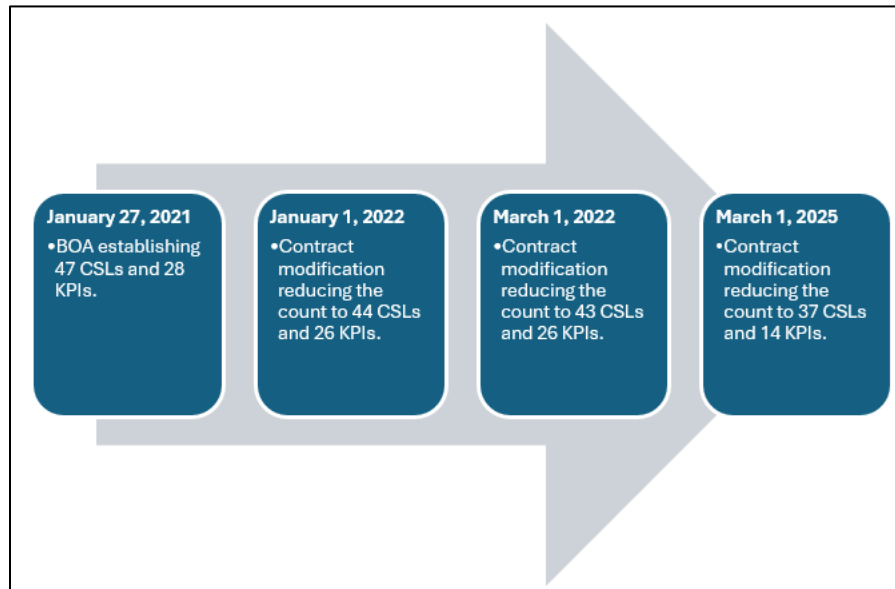 January 27, 2021
•BOA establishing
47 CSLs and 28
KPIs.
January 1, 2022
•Contract
modification
reducing the
count to 44 CSLs
and 26 KPIs.
March 1, 2022
•Contract
modification
reducing the
count to 43 CSLs
and 26 KPIs.
March 1, 2025
•Contract
modification
reducing the
count to 37 CSLs
and 14 KPIs.